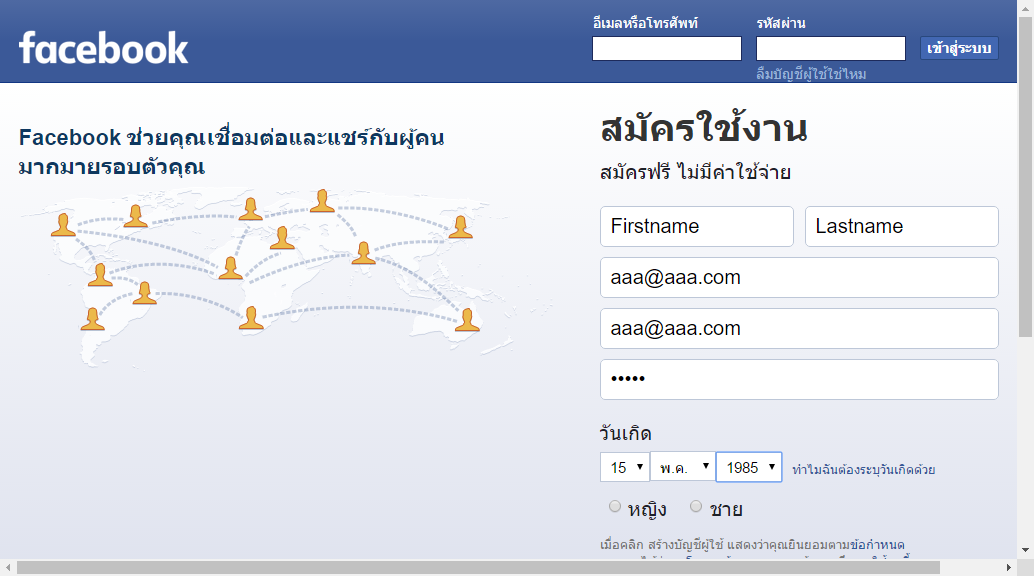 facebook
อีเมลหรือโทรศัพท์ รหัสผ่าน
เข้าสู่ระบบ
ลืมบัญชีผู้ใช้ใช่ไหม
Facebook ช่วยคุณเชื่อมต่อและแชร์กับผู้คน
มากมายรอบตัวคุณ
สมัครใช้งาน
สมัครฟรี ไม่มีค่าใช้จ่าย
Firstname Lastname
aaa@aaa.com
aaa@aaa.com
•••••
วันเกิด
15 พ.ค. 1985 ทำไมฉันต้องระบุวันเกิดด้วย
หญิง ชาย
เมื่อคลิก สร้างบัญชีผู้ใช้ แสดงว่าคุณยินยอมตามข้อกำหนด